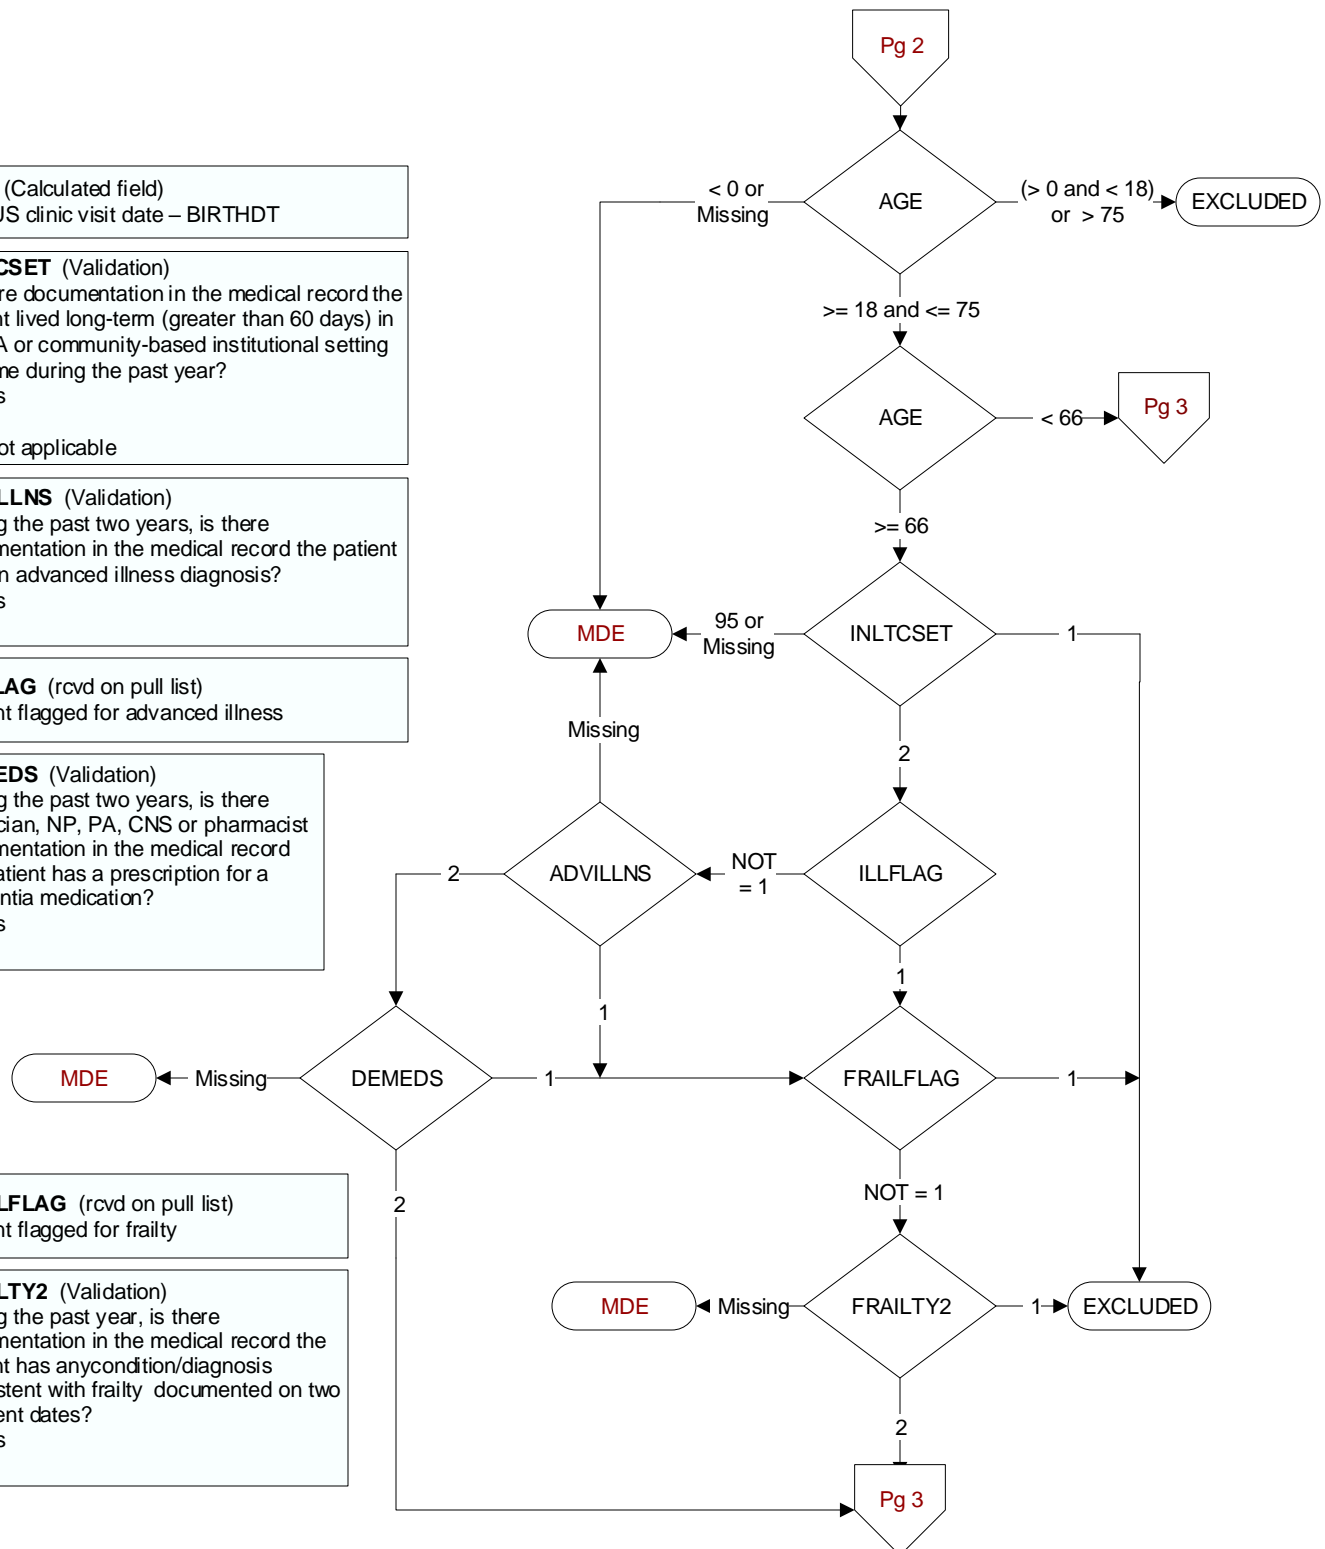 Pg 2
AGE
< 0 or
Missing
(> 0 and < 18)
or > 75
EXCLUDED
>= 18 and <= 75
AGE
< 66
Pg 3
>= 66
INLTCSET
95 or
Missing
MDE
1
2
Missing
ILLFLAG
NOT
= 1
ADVILLNS
2
1
1
DEMEDS
Missing
MDE
1
FRAILFLAG
1
2
NOT = 1
FRAILTY2
Missing
MDE
1
EXCLUDED
2
Pg 3
(Calculated field)
US clinic visit date – BIRTHDT
CSET (Validation)
re documentation in the medical record the
nt lived long-term (greater than 60 days) in
A or community-based institutional setting
me during the past year?
s
ot applicable
LLNS (Validation)
g the past two years, is there
mentation in the medical record the patient
n advanced illness diagnosis?
s
LAG (rcvd on pull list)
nt flagged for advanced illness
EDS (Validation)
g the past two years, is there
cian, NP, PA, CNS or pharmacist
mentation in the medical record
atient has a prescription for a
ntia medication?
s
LFLAG (rcvd on pull list)
nt flagged for frailty
LTY2 (Validation)
g the past year, is there
mentation in the medical record the
nt has anycondition/diagnosis
stent with frailty documented on two
ent dates?
s